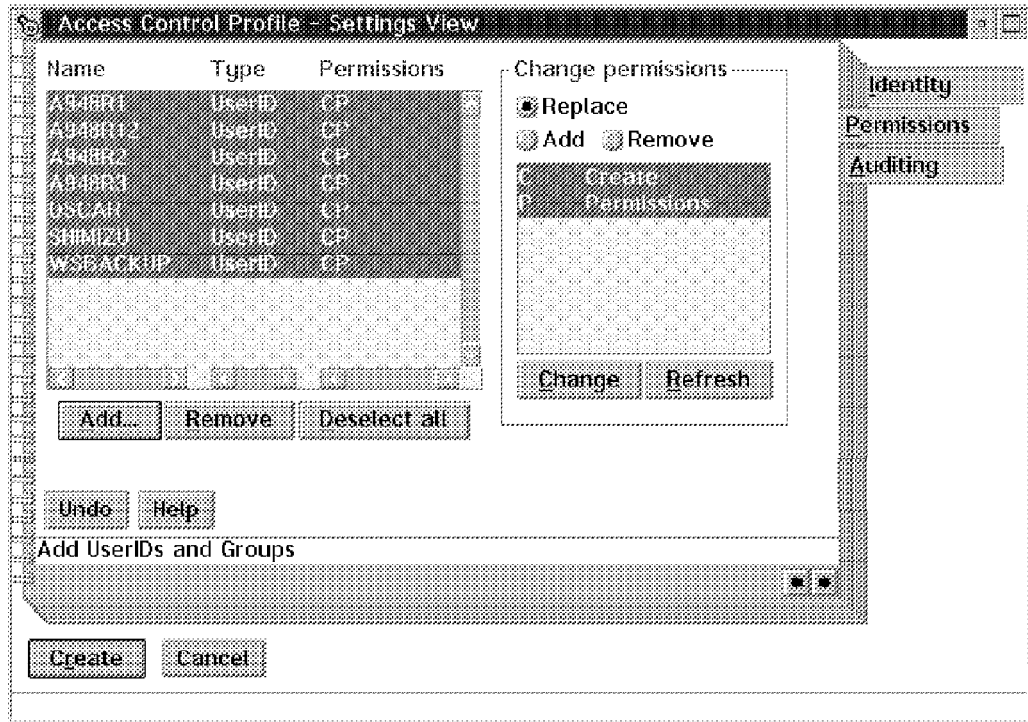 Access Control Profile - Settings View
Name Type Permissions
A948R1 UserID CP
A948R12 UserID CP
A948R2 UserID CP
A948R3 UserID CP
OSCAR UserID CP
SHIMIZU UserID CP
WSBACKUP UserID CP
Add... Remove Deselect all
Change permissions
Replace
Add Remove
C Create
P Permissions
Change Refresh
Identity
Permissions
Auditing
Undo Help
Add UserIDs and Groups
Create Cancel